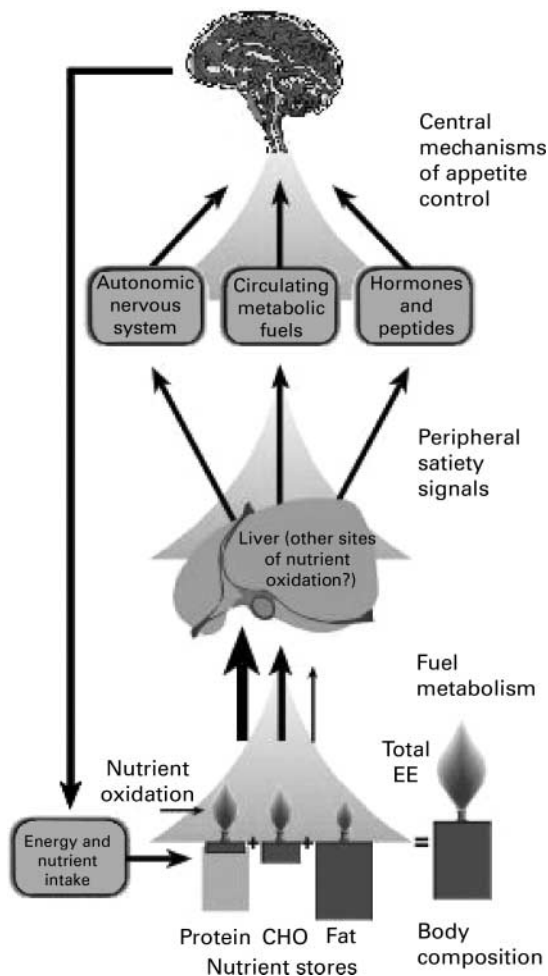 Central
mechanisms
of appetite
control
Autonomic
nervous
system
Circulating
metabolic
fuels
Hormones
and
peptides
Peripheral
satiety
signals
Liver (other sites
of nutrient
oxidation?)
Fuel
metabolism
Total
EE
Nutrient
oxidation
Energy and
nutrient
intake
+ + =
Protein CHO Fat
Nutrient stores
Body
composition